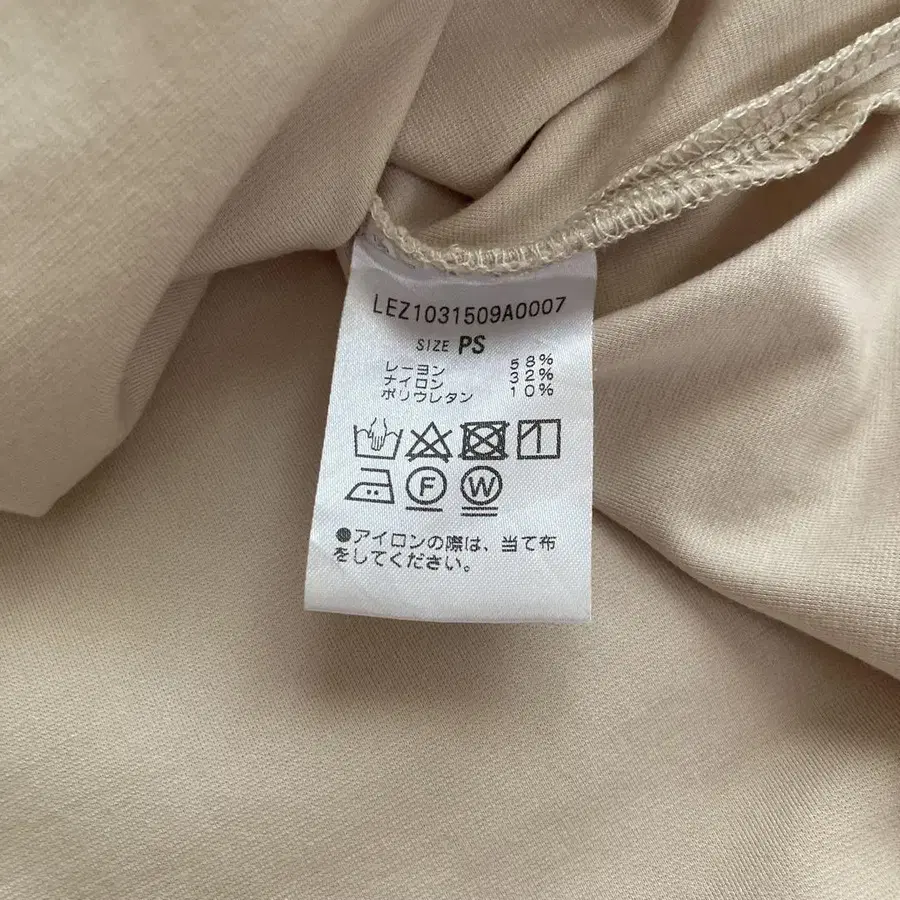 LEZ1031509A0007
SIZE PS
レーヨン 58%
ナイロン 32%
ポリウレタン 10%
F W
●アイロンの際は、当て布
をしてください。